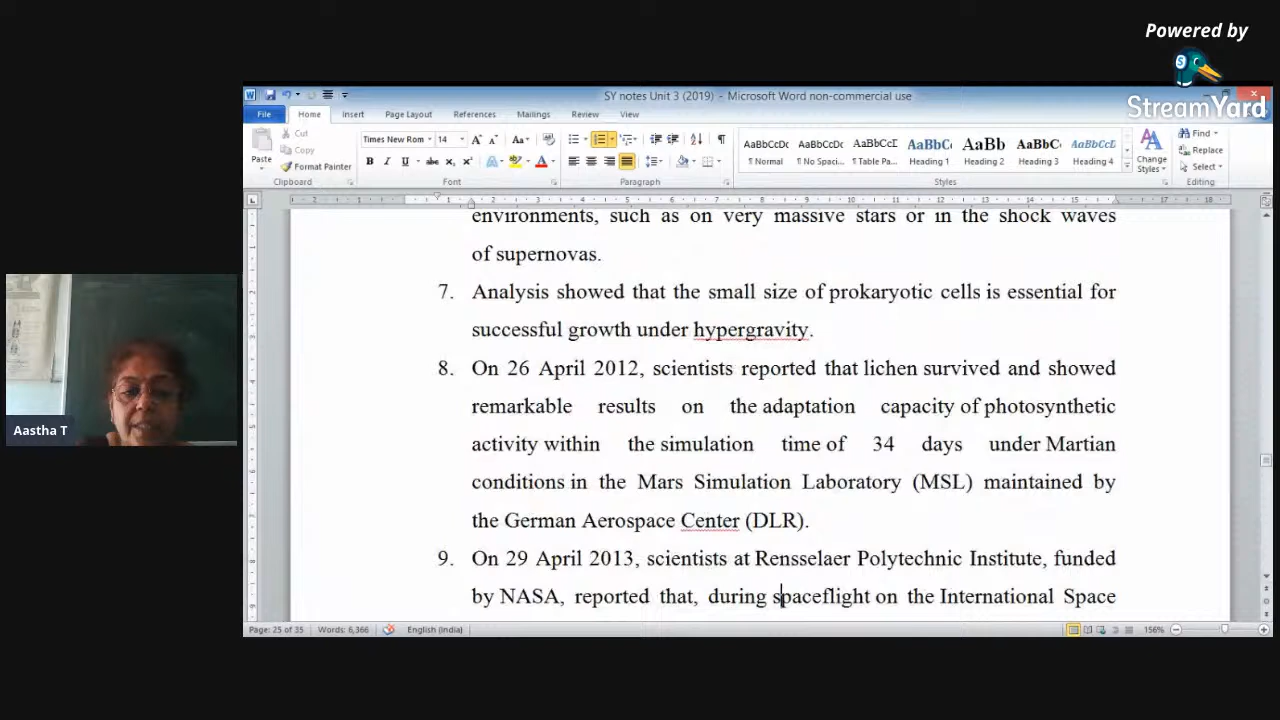 Powered by
StreamYard
SY notes Unit 3 (2019) - Microsoft Word non-commercial use
File Home Insert Page Layout References Mailings Review View
Paste
Cut
Copy
Format Painter
Clipboard
Times New Rom 14
Font
Paragraph
AaBbCcDc AaBbCcDc AaBbCcD AaBbC AaBb AaBbC AaBbCcD
¶ Normal ¶ No Spaci... ¶ Table Pa... Heading 1 Heading 2 Heading 3 Heading 4
Styles
Change
Styles
Find
Replace
Select
Editing
environments, such as on very massive stars or in the shock waves
of supernovas.
7. Analysis showed that the small size of prokaryotic cells is essential for
successful growth under hypergravity.
8. On 26 April 2012, scientists reported that lichen survived and showed
remarkable results on the adaptation capacity of photosynthetic
activity within the simulation time of 34 days under Martian
conditions in the Mars Simulation Laboratory (MSL) maintained by
the German Aerospace Center (DLR).
9. On 29 April 2013, scientists at Rensselaer Polytechnic Institute, funded
by NASA, reported that, during spaceflight on the International Space
Aastha T
Page: 25 of 35 Words: 6,366 English (India) 156%